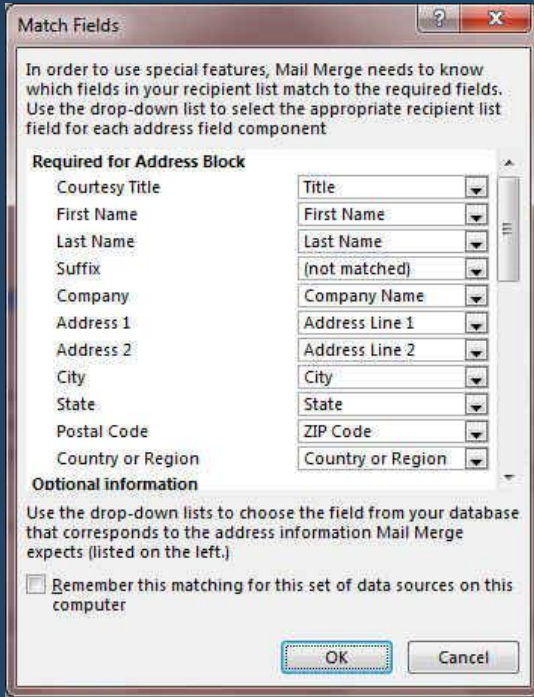 Match Fields
In order to use special features, Mail Merge needs to know
which fields in your recipient list match to the required fields.
Use the drop-down list to select the appropriate recipient list
field for each address field component
Required for Address Block
Courtesy Title Title
First Name First Name
Last Name Last Name
Suffix (not matched)
Company Company Name
Address 1 Address Line 1
Address 2 Address Line 2
City City
State State
Postal Code ZIP Code
Country or Region Country or Region
Optional information
Use the drop-down lists to choose the field from your database
that corresponds to the address information Mail Merge
expects (listed on the left.)
Remember this matching for this set of data sources on this
computer
OK Cancel